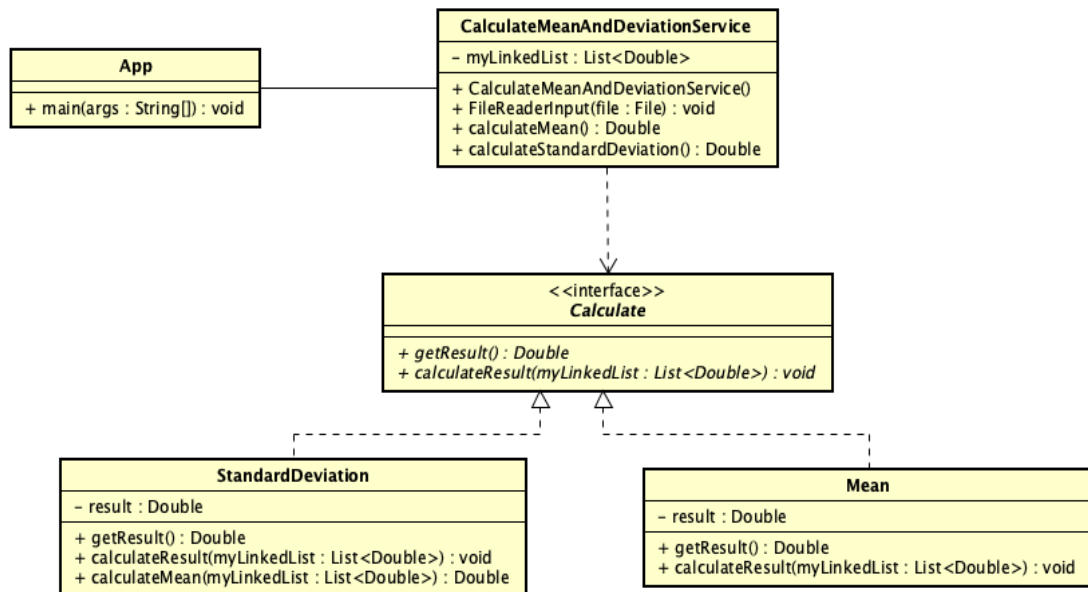 CalculateMeanAndDeviationService
– myLinkedList : List<Double>
+ CalculateMeanAndDeviationService()
+ FileReaderInput(file : File) : void
+ calculateMean() : Double
+ calculateStandardDeviation() : Double
App
+ main(args : String[]) : void
<<interface>>
Calculate
+ getResult() : Double
+ calculateResult(myLinkedList : List<Double>) : void
StandardDeviation
– result : Double
+ getResult() : Double
+ calculateResult(myLinkedList : List<Double>) : void
+ calculateMean(myLinkedList : List<Double>) : Double
Mean
– result : Double
+ getResult() : Double
+ calculateResult(myLinkedList : List<Double>) : void